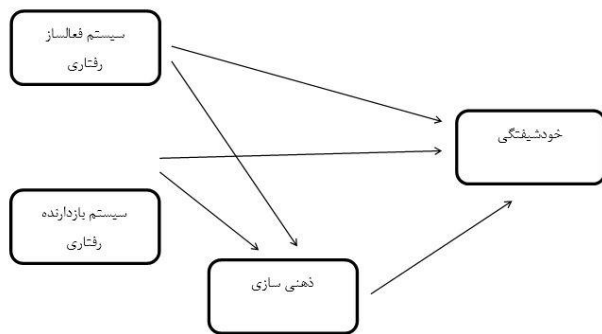 سیستم فعالساز
رفتاری
خودشیفتگی
سیستم بازدارنده
رفتاری
ذهنی سازی